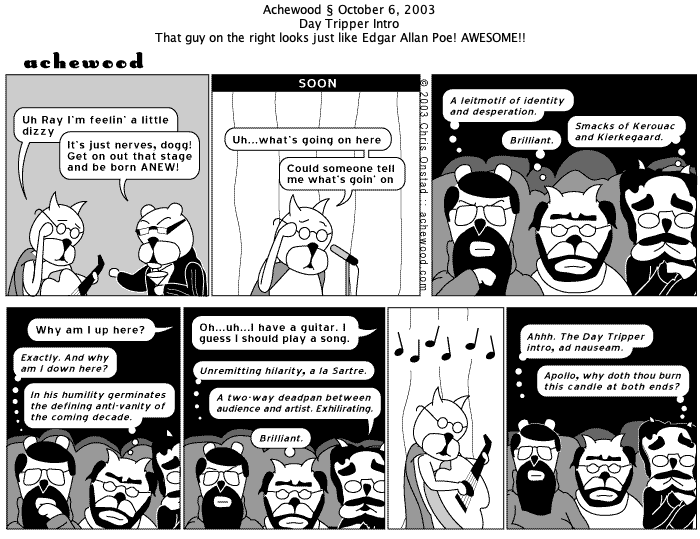 Achewood § October 6, 2003
Day Tripper Intro
That guy on the right looks just like Edgar Allan Poe! AWESOME!!
achewood
Uh Ray I'm feelin' a little
dizzy
It's just nerves, dogg!
Get on out that stage
and be born ANEW!
SOON
Uh...what's going on here
Could someone tell
me what's goin' on
© 2003 Chris Onstad :: achewood.com
A leitmotif of identity
and desperation.
Brilliant.
Smacks of Kerouac
and Kierkegaard.
Why am I up here?
Exactly. And why
am I down here?
In his humility germinates
the defining anti-vanity of
the coming decade.
Oh...uh...I have a guitar. I
guess I should play a song.
Unremitting hilarity, a la Sartre.
A two-way deadpan between
audience and artist. Exhilirating.
Brilliant.
Ahhh. The Day Tripper
intro, ad nauseam.
Apollo, why doth thou burn
this candle at both ends?